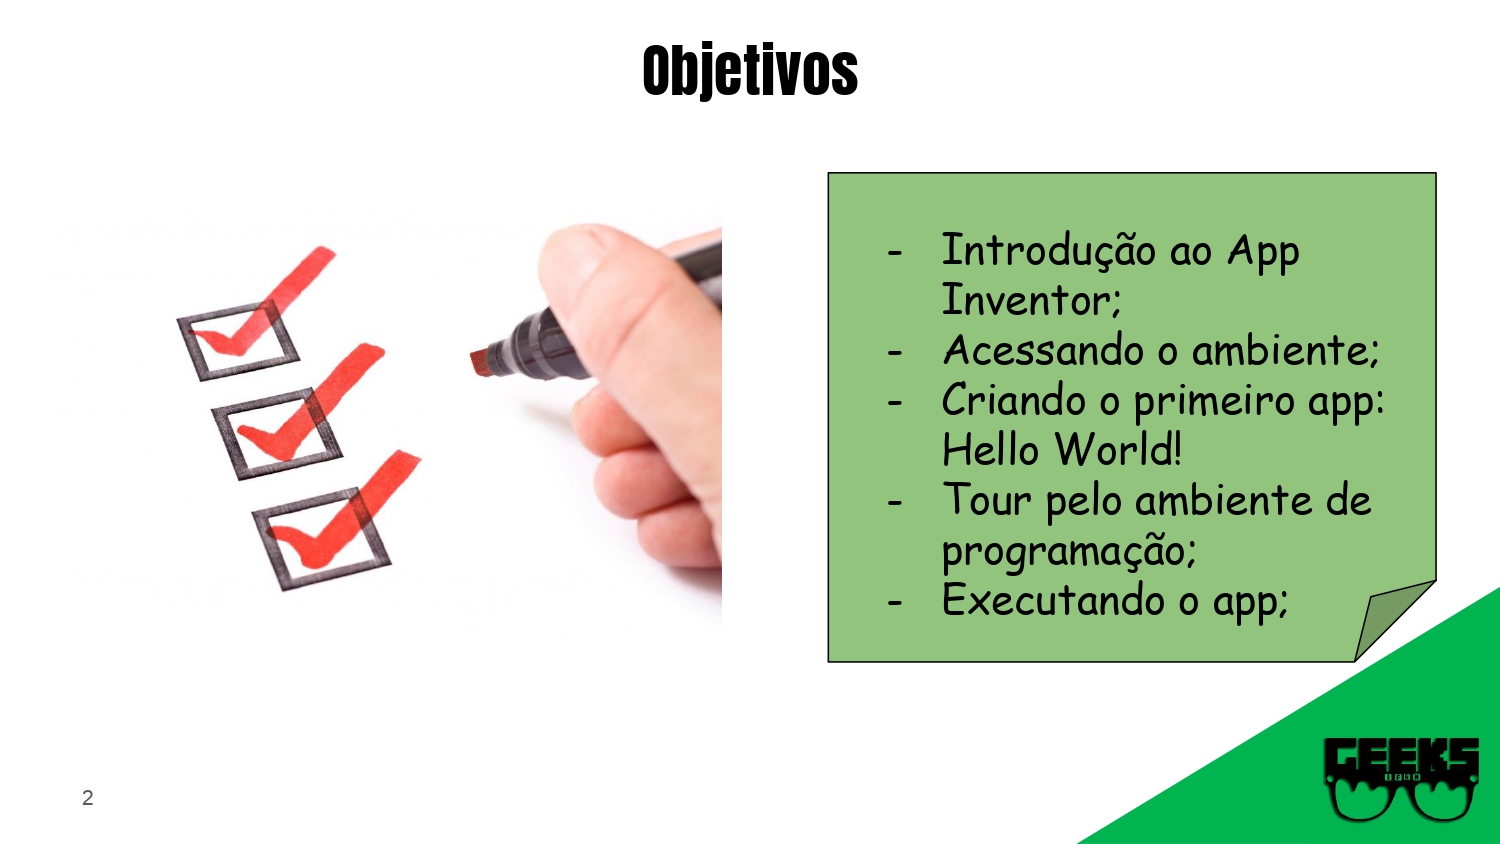 Objetivos
- Introdução ao App
Inventor;
- Acessando o ambiente;
- Criando o primeiro app:
Hello World!
- Tour pelo ambiente de
programação;
- Executando o app;
GEEKS
IFRN
2